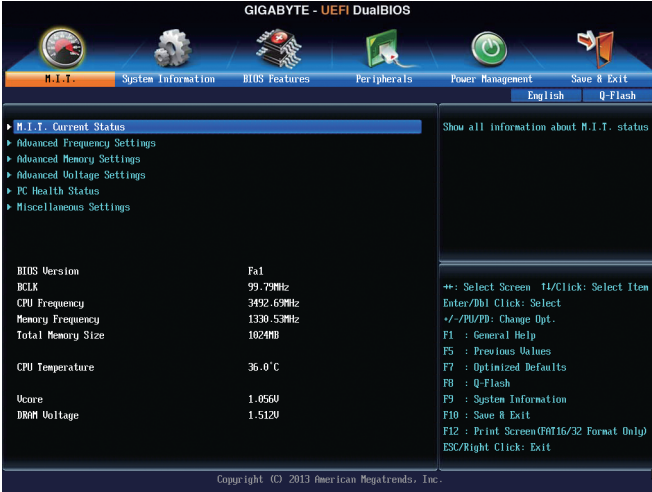 GIGABYTE - UEFI DualBIOS
M.I.T. System Information BIOS Features Peripherals Power Management Save & Exit
English Q-Flash
M.I.T. Current Status
Advanced Frequency Settings
Advanced Memory Settings
Advanced Voltage Settings
PC Health Status
Miscellaneous Settings
Show all information about M.I.T. status
BIOS Version Fa1
BCLK 99.79MHz
CPU Frequency 3492.69MHz
Memory Frequency 1330.53MHz
Total Memory Size 1024MB
CPU Temperature 36.0°C
Vcore 1.056V
DRAM Voltage 1.512V
→←: Select Screen ↑↓/Click: Select Item
Enter/Dbl Click: Select
+/-/PU/PD: Change Opt.
F1 : General Help
F5 : Previous Values
F7 : Optimized Defaults
F8 : Q-Flash
F9 : System Information
F10 : Save & Exit
F12 : Print Screen(FAT16/32 Format Only)
ESC/Right Click: Exit
Copyright (C) 2013 American Megatrends, Inc.